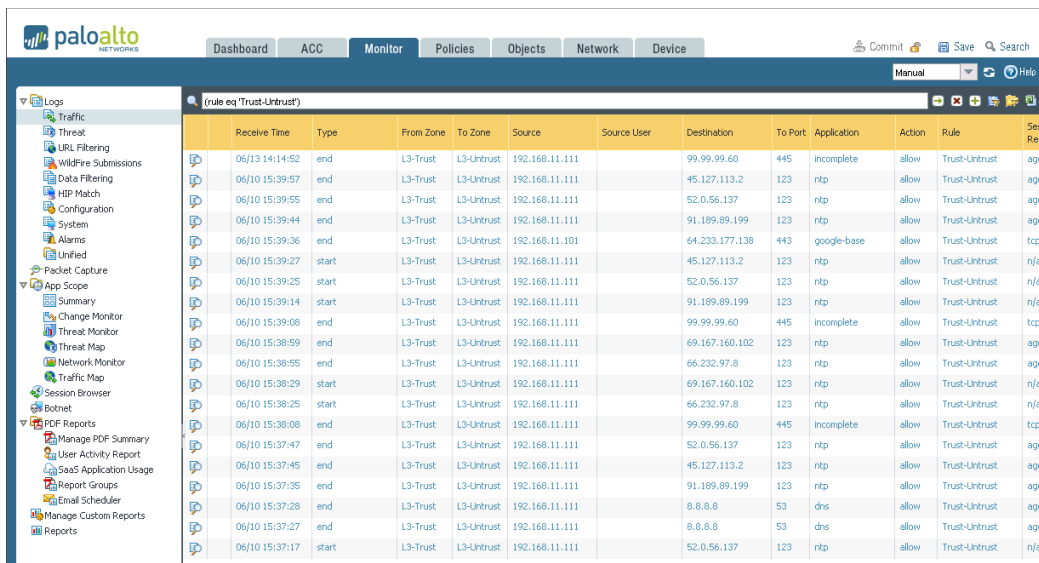 paloalto
NETWORKS
Dashboard ACC Monitor Policies Objects Network Device
Commit Save Search
Manual Help
Logs
Traffic
Threat
URL Filtering
WildFire Submissions
Data Filtering
HIP Match
Configuration
System
Alarms
Unified
Packet Capture
App Scope
Summary
Change Monitor
Threat Monitor
Threat Map
Network Monitor
Traffic Map
Session Browser
Botnet
PDF Reports
Manage PDF Summary
User Activity Report
SaaS Application Usage
Report Groups
Email Scheduler
Manage Custom Reports
Reports
(rule eq 'Trust-Untrust')
Receive Time Type From Zone To Zone Source Source User Destination To Port Application Action Rule Ses Re
06/13 14:14:52 end L3-Trust L3-Untrust 192.168.11.111 99.99.99.60 445 incomplete allow Trust-Untrust age
06/10 15:39:57 end L3-Trust L3-Untrust 192.168.11.111 45.127.113.2 123 ntp allow Trust-Untrust age
06/10 15:39:55 end L3-Trust L3-Untrust 192.168.11.111 52.0.56.137 123 ntp allow Trust-Untrust age
06/10 15:39:44 end L3-Trust L3-Untrust 192.168.11.111 91.189.89.199 123 ntp allow Trust-Untrust age
06/10 15:39:36 end L3-Trust L3-Untrust 192.168.11.101 64.233.177.138 443 google-base allow Trust-Untrust tcp
06/10 15:39:27 start L3-Trust L3-Untrust 192.168.11.111 45.127.113.2 123 ntp allow Trust-Untrust n/a
06/10 15:39:25 start L3-Trust L3-Untrust 192.168.11.111 52.0.56.137 123 ntp allow Trust-Untrust n/a
06/10 15:39:14 start L3-Trust L3-Untrust 192.168.11.111 91.189.89.199 123 ntp allow Trust-Untrust n/a
06/10 15:39:08 end L3-Trust L3-Untrust 192.168.11.111 99.99.99.60 445 incomplete allow Trust-Untrust tcp
06/10 15:38:59 end L3-Trust L3-Untrust 192.168.11.111 69.167.160.102 123 ntp allow Trust-Untrust age
06/10 15:38:55 end L3-Trust L3-Untrust 192.168.11.111 66.232.97.8 123 ntp allow Trust-Untrust age
06/10 15:38:29 start L3-Trust L3-Untrust 192.168.11.111 69.167.160.102 123 ntp allow Trust-Untrust n/a
06/10 15:38:25 start L3-Trust L3-Untrust 192.168.11.111 66.232.97.8 123 ntp allow Trust-Untrust n/a
06/10 15:38:08 end L3-Trust L3-Untrust 192.168.11.111 99.99.99.60 445 incomplete allow Trust-Untrust tcp
06/10 15:37:47 end L3-Trust L3-Untrust 192.168.11.111 52.0.56.137 123 ntp allow Trust-Untrust age
06/10 15:37:45 end L3-Trust L3-Untrust 192.168.11.111 45.127.113.2 123 ntp allow Trust-Untrust age
06/10 15:37:35 end L3-Trust L3-Untrust 192.168.11.111 91.189.89.199 123 ntp allow Trust-Untrust age
06/10 15:37:28 end L3-Trust L3-Untrust 192.168.11.111 8.8.8.8 53 dns allow Trust-Untrust age
06/10 15:37:27 end L3-Trust L3-Untrust 192.168.11.111 8.8.8.8 53 dns allow Trust-Untrust age
06/10 15:37:17 start L3-Trust L3-Untrust 192.168.11.111 52.0.56.137 123 ntp allow Trust-Untrust n/a